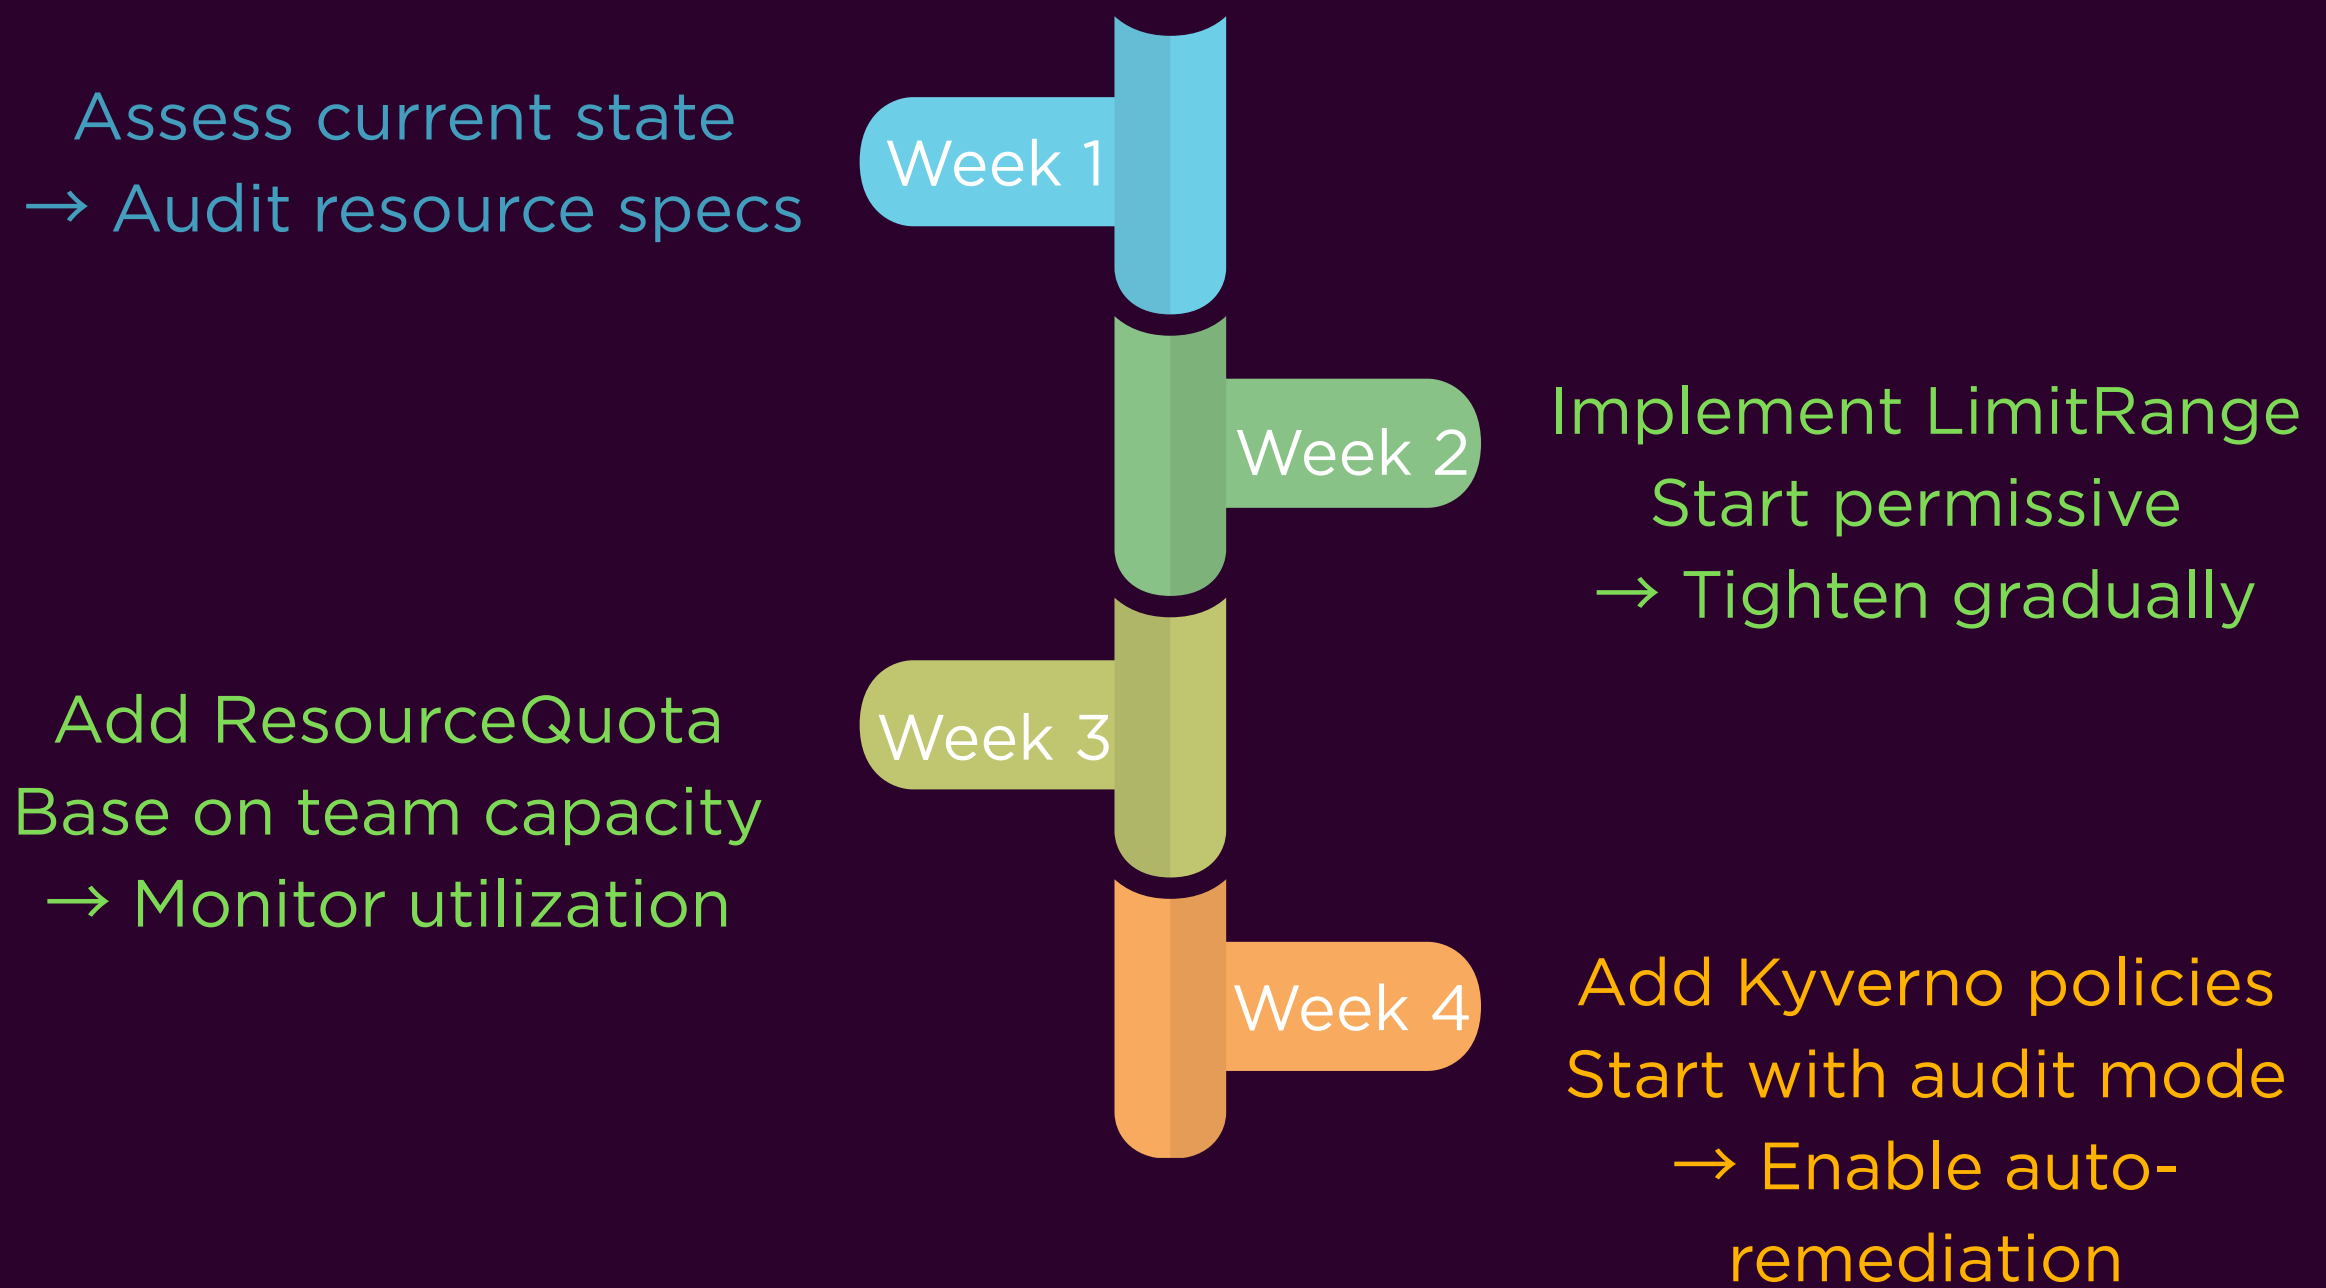 Assess current state
→ Audit resource specs
Week 1
Week 2
Implement LimitRange
Start permissive
→ Tighten gradually
Add ResourceQuota
Base on team capacity
→ Monitor utilization
Week 3
Week 4
Add Kyverno policies
Start with audit mode
→ Enable auto-
remediation